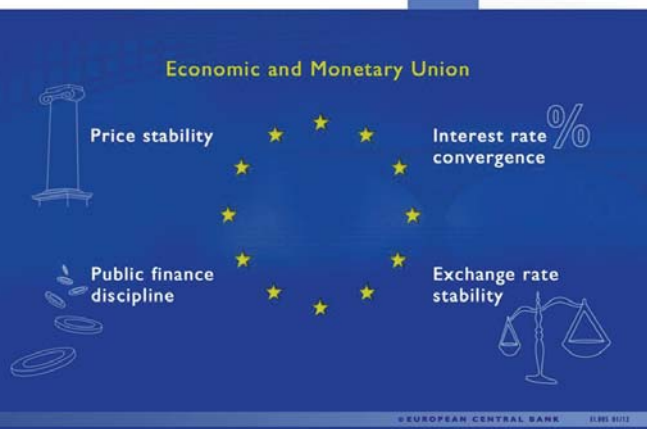 Economic and Monetary Union
Price stability
Interest rate %
convergence
Public finance
discipline
Exchange rate
stability
© EUROPEAN CENTRAL BANK